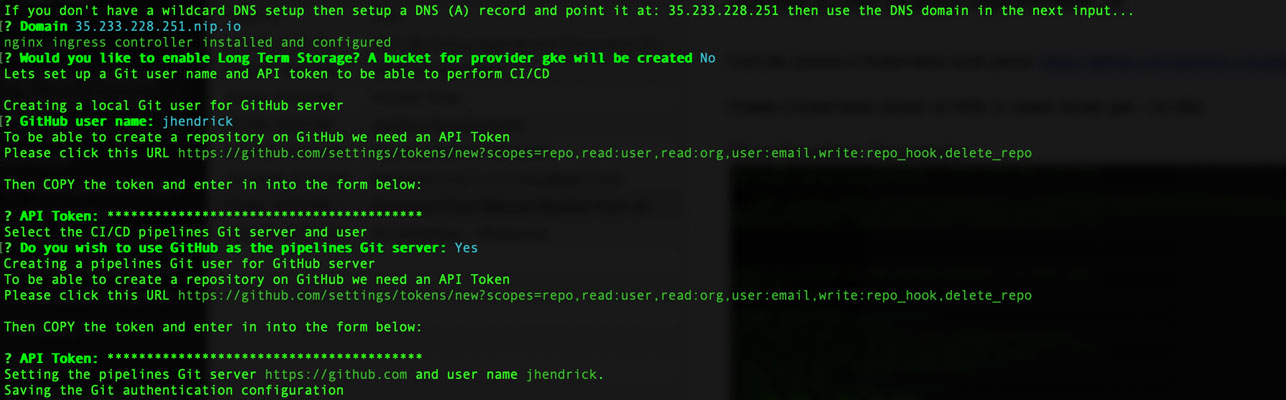 If you don't have a wildcard DNS setup then setup a DNS (A) record and point it at: 35.233.228.251 then use the DNS domain in the next input...
[? Domain 35.233.228.251.nip.io
nginx ingress controller installed and configured
[? Would you like to enable Long Term Storage? A bucket for provider gke will be created No
Lets set up a Git user name and API token to be able to perform CI/CD
Creating a local Git user for GitHub server
[? GitHub user name: jhendrick
To be able to create a repository on GitHub we need an API Token
Please click this URL https://github.com/settings/tokens/new?scopes=repo,read:user,read:org,user:email,write:repo_hook,delete_repo
Then COPY the token and enter in into the form below:
? API Token: ****************************************
Select the CI/CD pipelines Git server and user
[? Do you wish to use GitHub as the pipelines Git server: Yes
Creating a pipelines Git user for GitHub server
To be able to create a repository on GitHub we need an API Token
Please click this URL https://github.com/settings/tokens/new?scopes=repo,read:user,read:org,user:email,write:repo_hook,delete_repo
Then COPY the token and enter in into the form below:
? API Token: ****************************************
Setting the pipelines Git server https://github.com and user name jhendrick.
Saving the Git authentication configuration